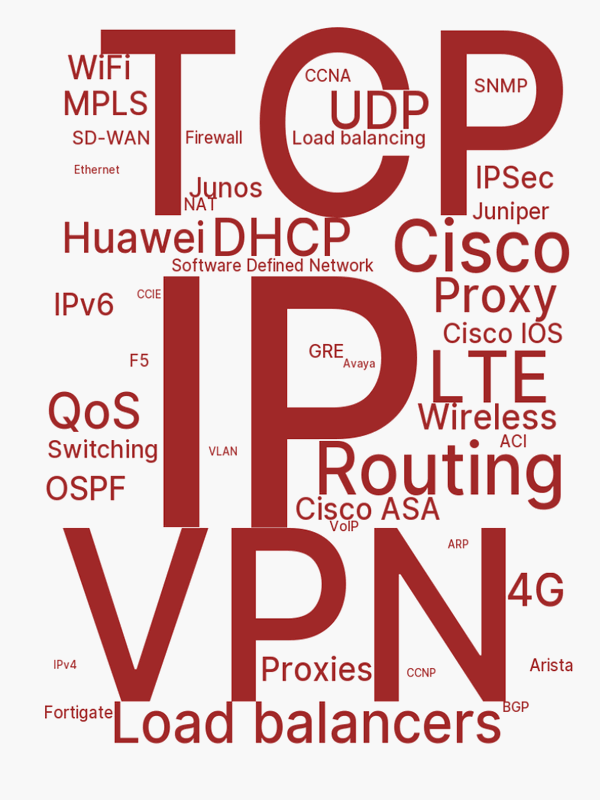 TCP
WiFi
CCNA
SNMP
MPLS
UDP
SD-WAN
Firewall
Load balancing
Ethernet
IPSec
Junos
NAT
Juniper
Huawei
DHCP
Cisco
Software Defined Network
IP
IPv6
CCIE
Proxy
Cisco IOS
F5
GRE
Avaya
LTE
QoS
Wireless
Switching
VLAN
ACI
Routing
OSPF
Cisco ASA
VoIP
VPN
ARP
4G
IPv4
Proxies
CCNP
Arista
Fortigate
Load balancers
BGP